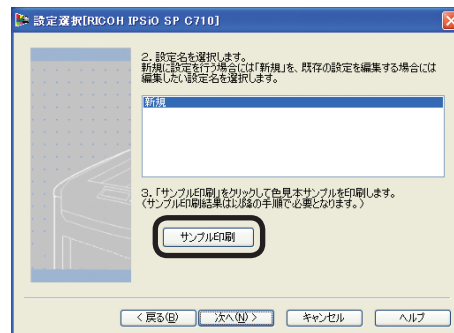 設定選択[RICOH IPSiO SP C710]
2. 設定名を選択します。
新規に設定を行う場合には「新規」を、既存の設定を編集する場合には
編集したい設定名を選択します。
新規
3. 「サンプル印刷」をクリックして色見本サンプルを印刷します。
(サンプル印刷結果は以降の手順で必要となります。)
サンプル印刷
< 戻る(B) 次へ(N) > キャンセル ヘルプ